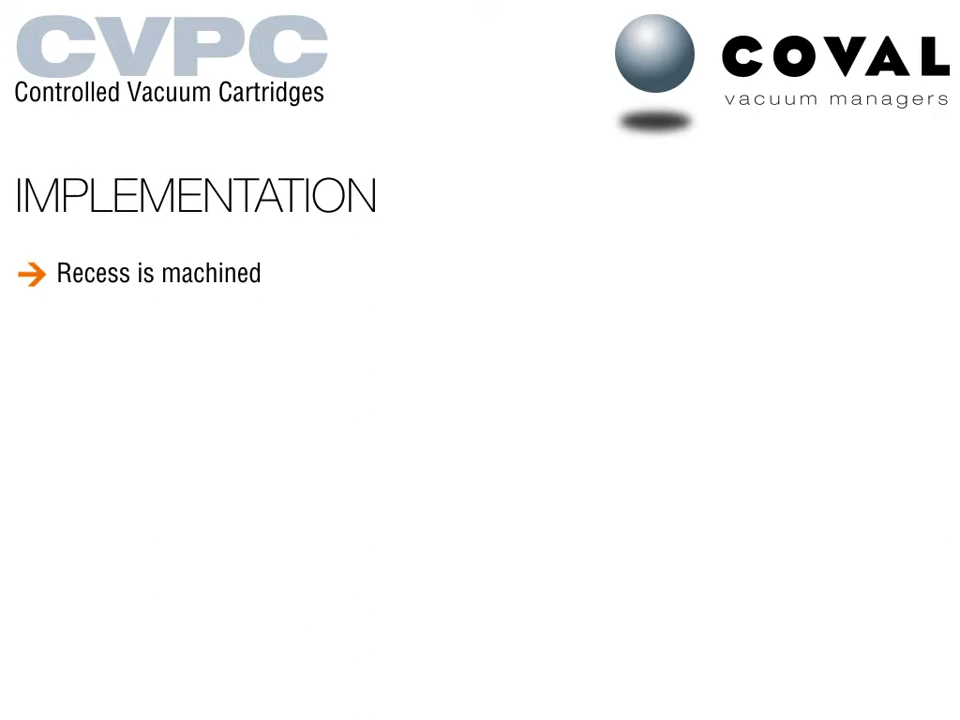 CVPC
Controlled Vacuum Cartridges
COVAL
vacuum managers
IMPLEMENTATION
Recess is machined